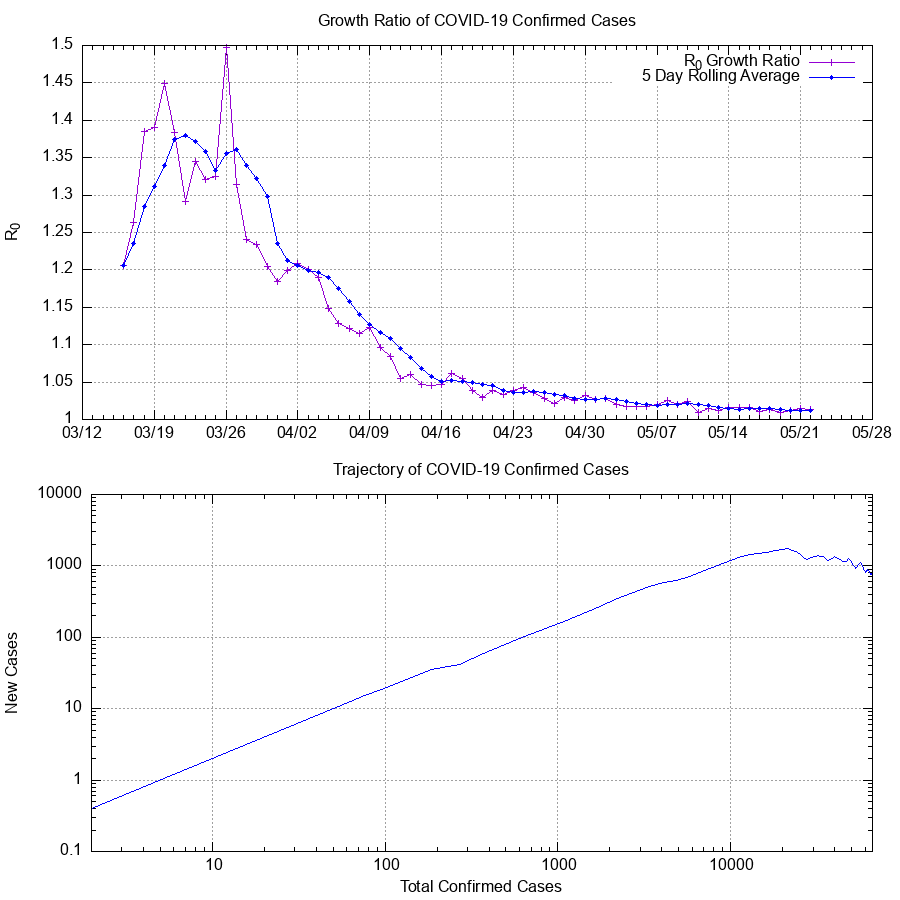 Growth Ratio of COVID-19 Confirmed Cases
R0 Growth Ratio
5 Day Rolling Average
1.5
1.45
1.4
1.35
1.3
1.25
1.2
1.15
1.1
1.05
1
R0
03/12 03/19 03/26 04/02 04/09 04/16 04/23 04/30 05/07 05/14 05/21 05/28
Trajectory of COVID-19 Confirmed Cases
10000
1000
100
10
1
0.1
New Cases
10 100 1000 10000
Total Confirmed Cases